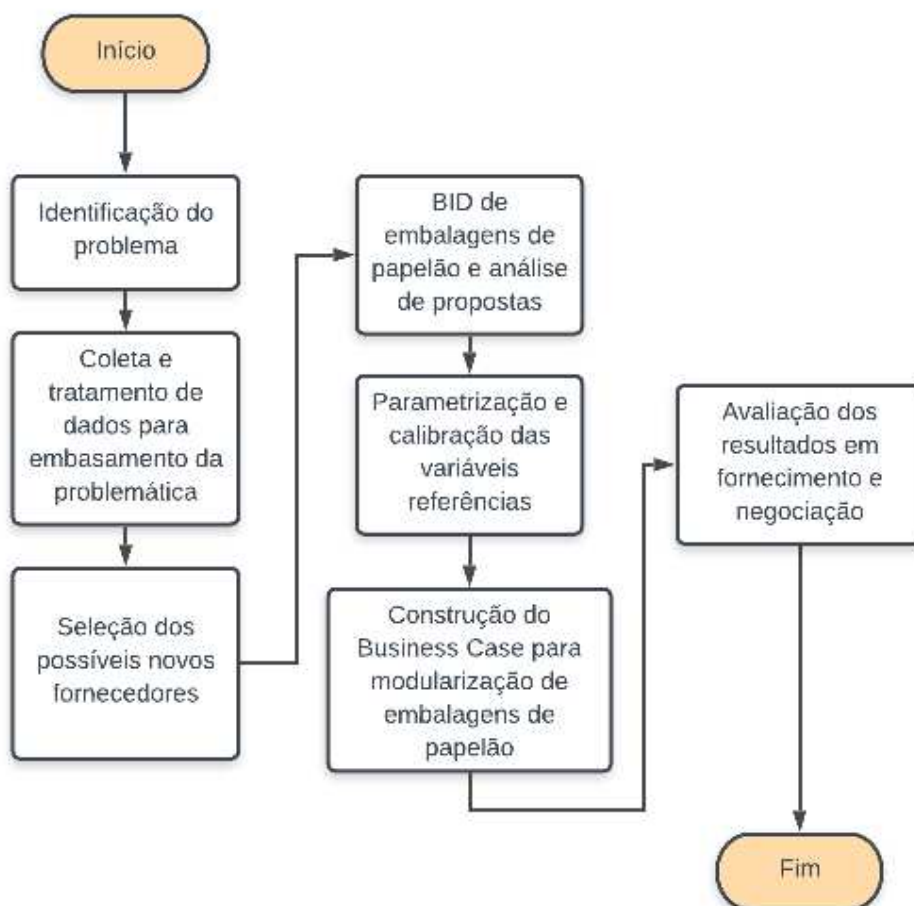 Início
Identificação do
problema
Coleta e
tratamento de
dados para
embasamento da
problemática
Seleção dos
possíveis novos
fornecedores
BID de
embalagens de
papelão e análise
de propostas
Parametrização e
calibração das
variáveis
referências
Construção do
Business Case para
modularização de
embalagens de
papelão
Avaliação dos
resultados em
fornecimento e
negociação
Fim